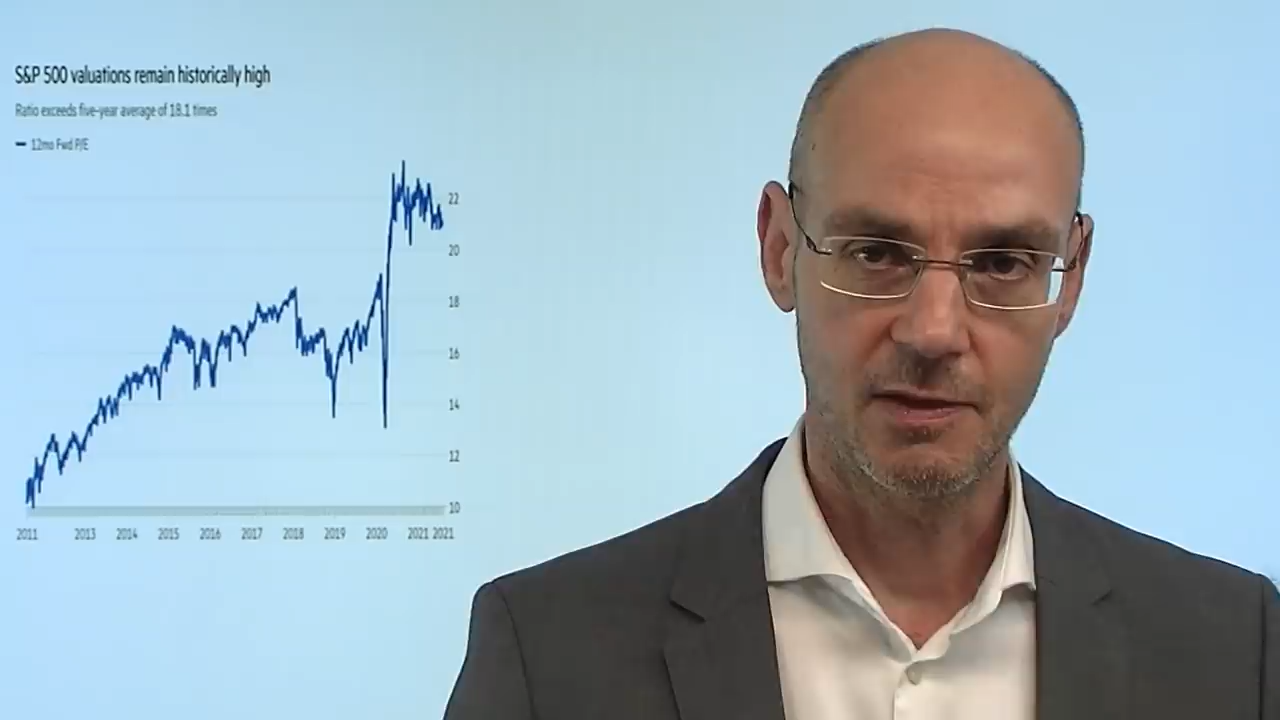 S&P 500 valuations remain historically high
Ratio exceeds five-year average of 18.1 times
12mo Fwd P/E
22
20
18
16
14
12
10
2011 2013 2014 2015 2016 2017 2018 2019 2020 2021 2021